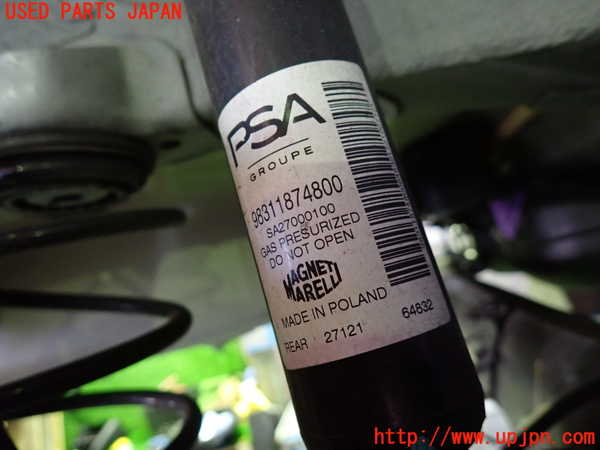 USED PARTS JAPAN
PSA
GROUPE
98311874800
SA27000100
GAS PRESURIZED
DO NOT OPEN
MAGNETI
MARELLI
MADE IN POLAND
REAR 27121 64832
http://www.upjpn.com/